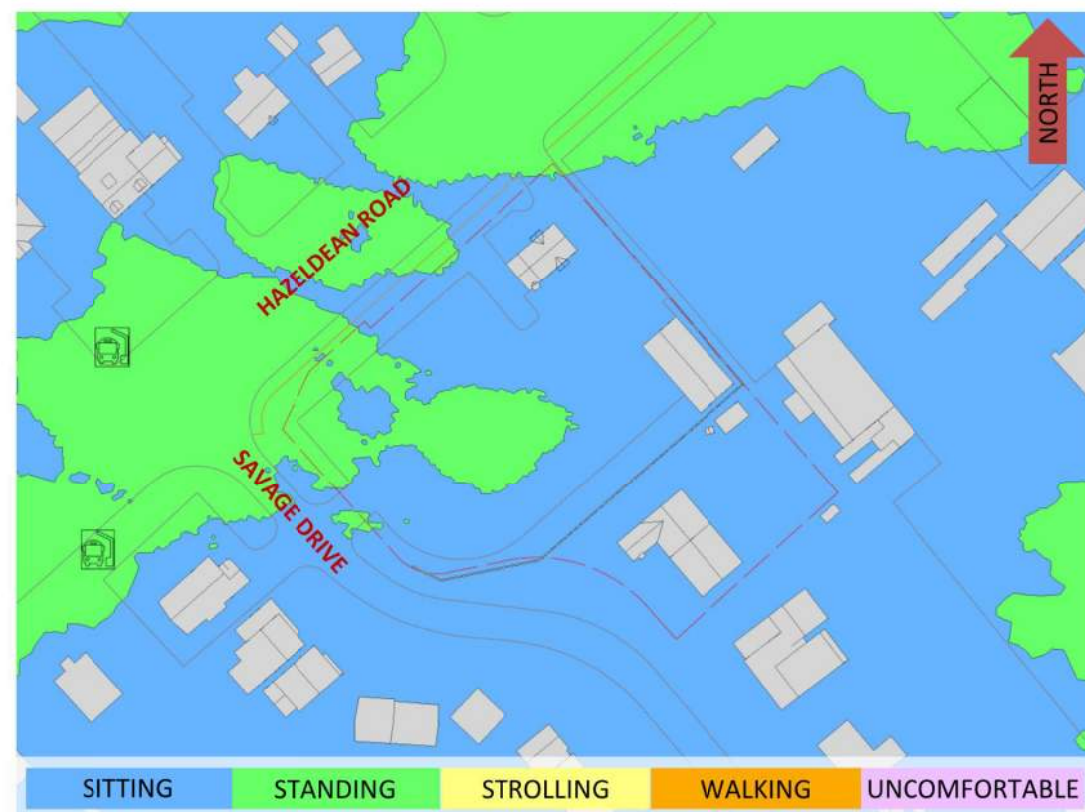 NORTH
HAZELDEAN ROAD
SAVAGE DRIVE
SITTING STANDING STROLLING WALKING UNCOMFORTABLE